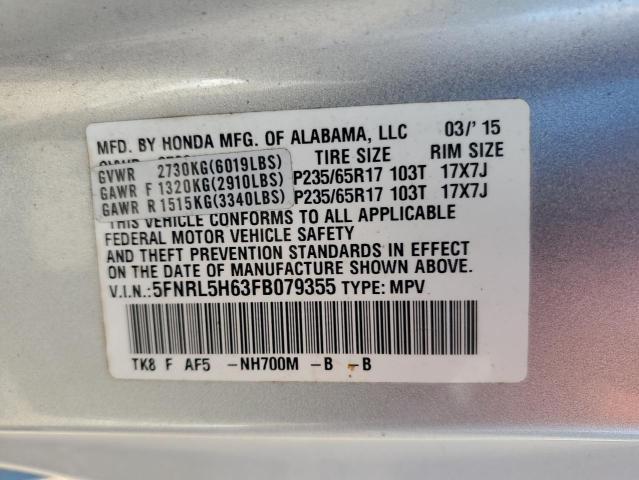 MFD. BY HONDA MFG. OF ALABAMA, LLC 03/'15
GVWR 2730KG(6019LBS) TIRE SIZE RIM SIZE
GAWR F 1320KG(2910LBS) P235/65R17 103T 17X7J
GAWR R 1515KG(3340LBS) P235/65R17 103T 17X7J
THIS VEHICLE CONFORMS TO ALL APPLICABLE
FEDERAL MOTOR VEHICLE SAFETY
AND THEFT PREVENTION STANDARDS IN EFFECT
ON THE DATE OF MANUFACTURE SHOWN ABOVE.
V.I.N.:5FNRL5H63FB079355 TYPE: MPV
TK8 F AF5 -NH700M -B -B